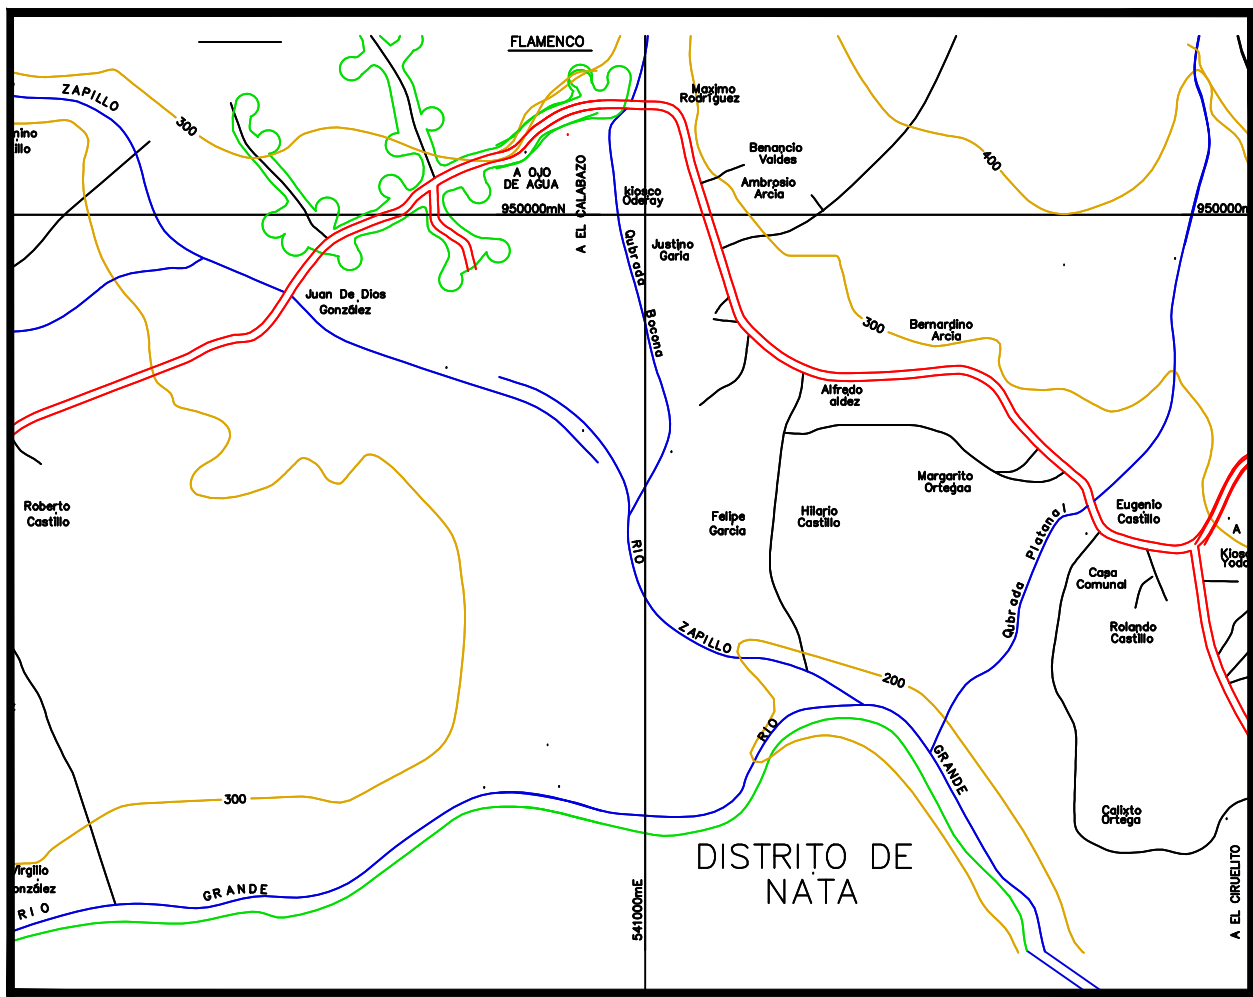 FLAMENCO
ZAPILLO
300
Maximo
Rodríguez
Benancio
Valdes
400
A OJO
DE AGUA
A EL CALABAZO
Ambrosio
Arcia
kiosco
Oderay
950000mN
Qubrada Bocona
Justino
Garia
Juan De Dios
González
300
Bernardino
Arcia
Alfredo
aldez
Margarito
Ortegaa
Roberto
Castillo
Felipe
Garcia
Hilario
Castillo
Qubrada Platanal
Eugenio
Castillo
A
RIO ZAPILLO
Casa
Comunal
Rolando
Castillo
200
RIO GRANDE
300
Calixto
Ortega
DISTRITO DE
NATA
541000mE
A EL CIRUELITO
RIO GRANDE